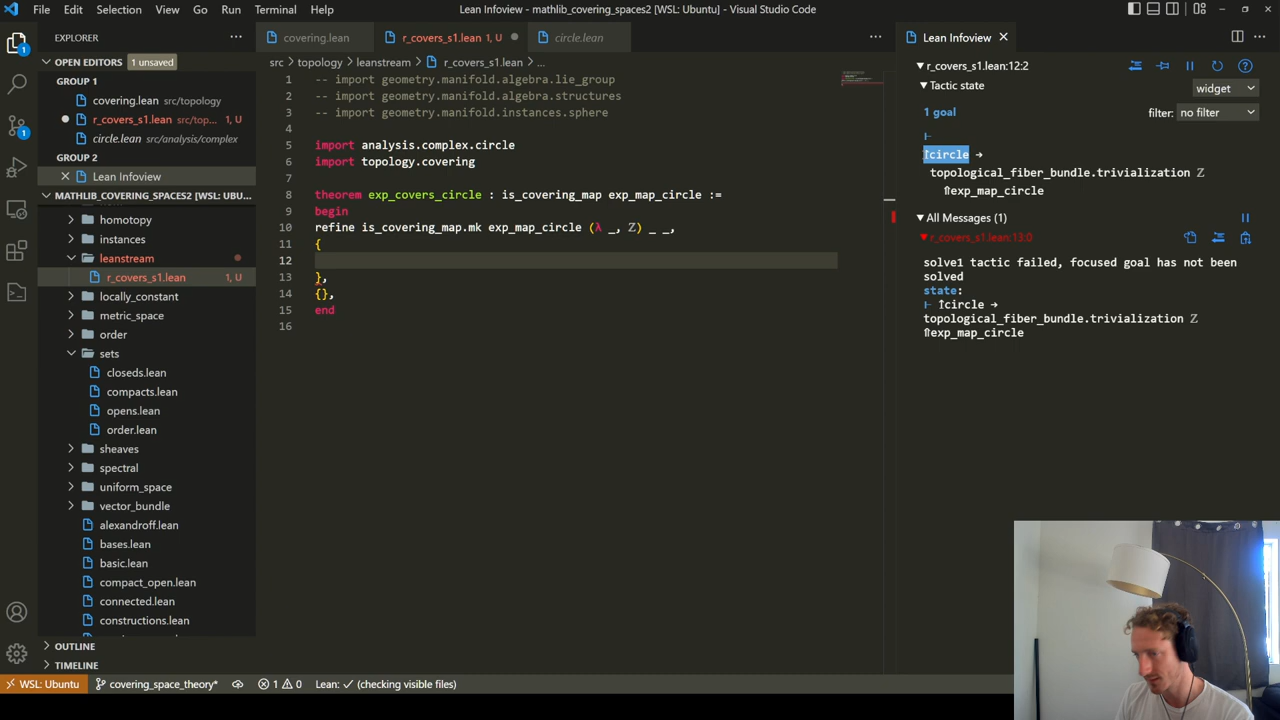 File Edit Selection View Go Run Terminal Help
Lean Infoview - mathlib_covering_spaces2 [WSL: Ubuntu] - Visual Studio Code
EXPLORER
OPEN EDITORS 1 unsaved
GROUP 1
covering.lean src/topology
r_covers_s1.lean src/top... 1, U
circle.lean src/analysis/complex
GROUP 2
Lean Infoview
MATHLIB_COVERING_SPACES2 [WSL: UBU...
homotopy
instances
leanstream
r_covers_s1.lean 1, U
locally_constant
metric_space
order
sets
closeds.lean
compacts.lean
opens.lean
order.lean
sheaves
spectral
uniform_space
vector_bundle
alexandroff.lean
bases.lean
basic.lean
compact_open.lean
connected.lean
constructions.lean
OUTLINE
TIMELINE
covering.lean r_covers_s1.lean 1, U circle.lean
src > topology > leanstream > r_covers_s1.lean > ...
1 -- import geometry.manifold.algebra.lie_group
2 -- import geometry.manifold.algebra.structures
3 -- import geometry.manifold.instances.sphere
4
5 import analysis.complex.circle
6 import topology.covering
7
8 theorem exp_covers_circle : is_covering_map exp_map_circle :=
9 begin
10 refine is_covering_map.mk exp_map_circle (λ _, ℤ) _ _,
11 {
12
13 },
14 {},
15 end
16
Lean Infoview
r_covers_s1.lean:12:2
Tactic state
widget
1 goal
filter: no filter
⊢
↥circle →
topological_fiber_bundle.trivialization ℤ
⇑exp_map_circle
All Messages (1)
r_covers_s1.lean:13:0
solve1 tactic failed, focused goal has not been
solved
state:
⊢ ↥circle →
topological_fiber_bundle.trivialization ℤ
⇑exp_map_circle
WSL: Ubuntu covering_space_theory* 1 0 Lean: ✓ (checking visible files)